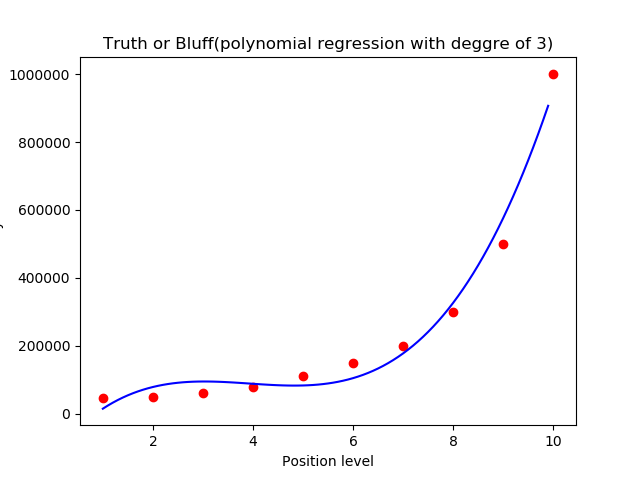 Truth or Bluff(polynomial regression with deggre of 3)
1000000
800000
600000
400000
200000
0
2 4 6 8 10
Position level